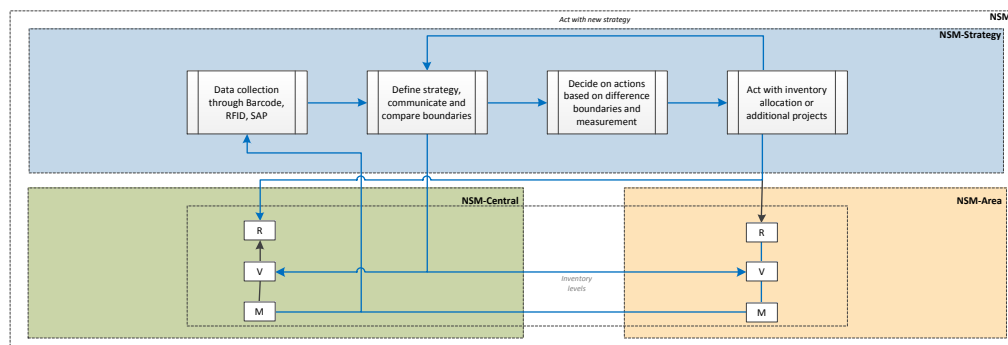 Act with new strategy
NSM
NSM-Strategy
Data collection
through Barcode,
RFID, SAP
Define strategy,
communicate and
compare boundaries
Decide on actions
based on difference
boundaries and
measurement
Act with inventory
allocation or
additional projects
NSM-Central
NSM-Area
R
R
V
V
Inventory
levels
M
M